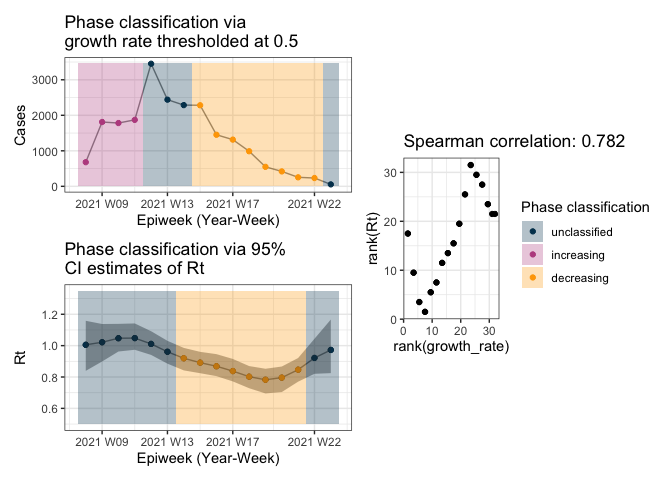 Phase classification via
growth rate thresholded at 0.5
Cases
3000
2000
1000
0
2021 W09
2021 W13
2021 W17
2021 W22
Epiweek (Year-Week)
Phase classification via 95%
CI estimates of Rt
Rt
1.2
1.0
0.8
0.6
2021 W09
2021 W13
2021 W17
2021 W22
Epiweek (Year-Week)
Spearman correlation: 0.782
rank(Rt)
30
20
10
0
0
10
20
30
rank(growth_rate)
Phase classification
unclassified
increasing
decreasing